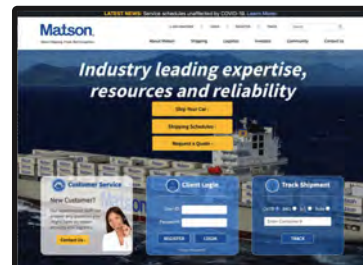 LATEST NEWS: Service schedules unaffected by COVID-19. Learn More.
Matson.
About Matson Shipping Logistics Investors Community Contact Us
Industry leading expertise,
resources and reliability
Ship Your Car ›
Shipping Schedules ›
Request a Quote ›
Customer Service
New Customer?
Contact Us ›
Client Login
User ID:
Password:
REGISTER LOGIN
Track Shipment
Enter Container #
TRACK